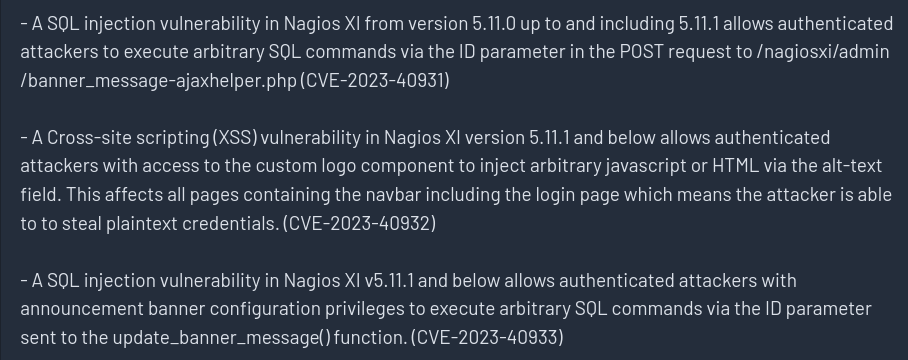 - A SQL injection vulnerability in Nagios XI from version 5.11.0 up to and including 5.11.1 allows authenticated
attackers to execute arbitrary SQL commands via the ID parameter in the POST request to /nagiosxi/admin
/banner_message-ajaxhelper.php (CVE-2023-40931)
- A Cross-site scripting (XSS) vulnerability in Nagios XI version 5.11.1 and below allows authenticated
attackers with access to the custom logo component to inject arbitrary javascript or HTML via the alt-text
field. This affects all pages containing the navbar including the login page which means the attacker is able
to to steal plaintext credentials. (CVE-2023-40932)
- A SQL injection vulnerability in Nagios XI v5.11.1 and below allows authenticated attackers with
announcement banner configuration privileges to execute arbitrary SQL commands via the ID parameter
sent to the update_banner_message() function. (CVE-2023-40933)